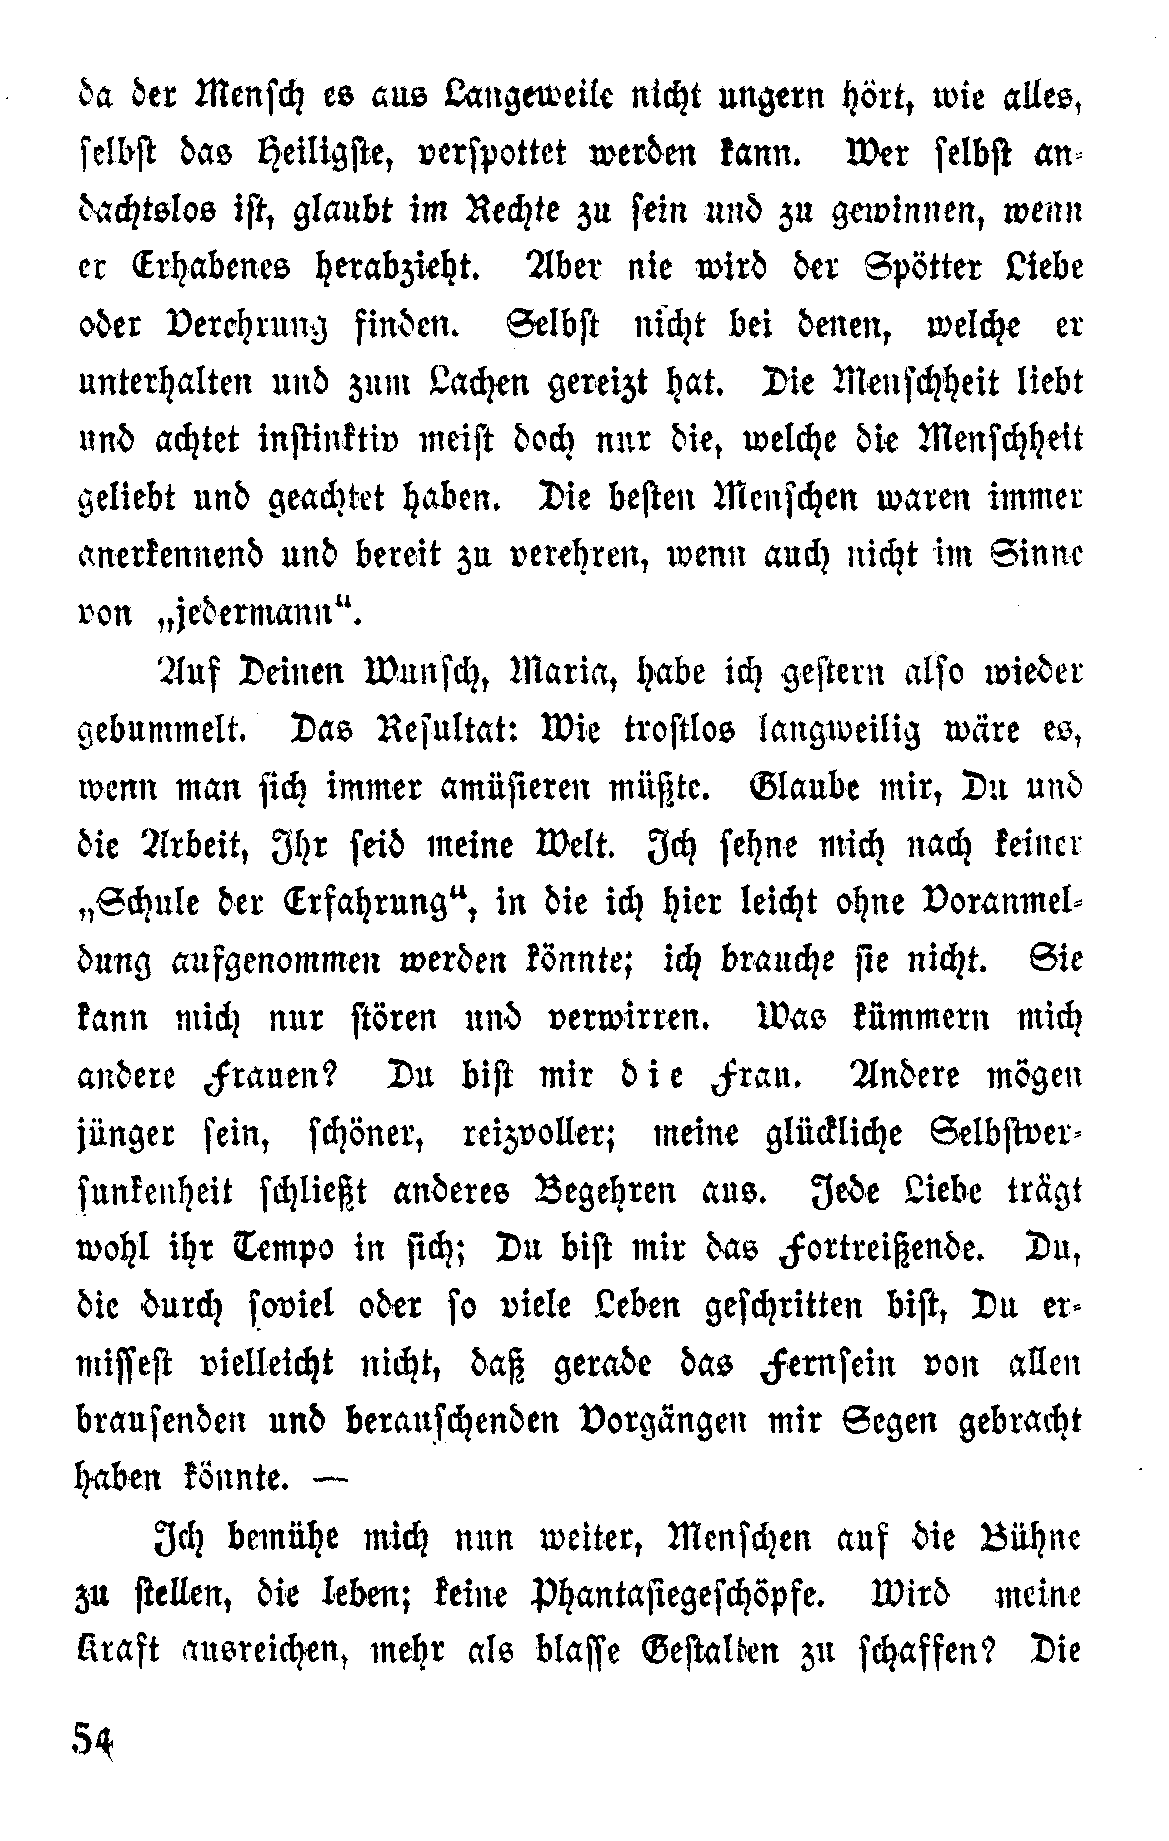 da der Mensch es aus Langeweile nicht ungern hört, wie alles,
selbst das Heiligste, verspottet werden kann. Wer selbst an-
dachtslos ist, glaubt im Rechte zu sein und zu gewinnen, wenn
er Erhabenes herabzieht. Aber nie wird der Spötter Liebe
oder Verehrung finden. Selbst nicht bei denen, welche er
unterhalten und zum Lachen gereizt hat. Die Menschheit liebt
und achtet instinktiv meist doch nur die, welche die Menschheit
geliebt und geachtet haben. Die besten Menschen waren immer
anerkennend und bereit zu verehren, wenn auch nicht im Sinne
von „jedermann“.
Auf Deinen Wunsch, Maria, habe ich gestern also wieder
gebummelt. Das Resultat: Wie trostlos langweilig wäre es,
wenn man sich immer amüsieren müßte. Glaube mir, Du und
die Arbeit, Ihr seid meine Welt. Ich sehne mich nach keiner
„Schule der Erfahrung“, in die ich hier leicht ohne Voranmel-
dung aufgenommen werden könnte; ich brauche sie nicht. Sie
kann mich nur stören und verwirren. Was kümmern mich
andere Frauen? Du bist mir die Frau. Andere mögen
jünger sein, schöner, reizvoller; meine glückliche Selbstver-
sunkenheit schließt anderes Begehren aus. Jede Liebe trägt
wohl ihr Tempo in sich; Du bist mir das Fortreißende. Du,
die durch soviel oder so viele Leben geschritten bist, Du er-
missest vielleicht nicht, daß gerade das Fernsein von allen
brausenden und berauschenden Vorgängen mir Segen gebracht
haben könnte. —
Ich bemühe mich nun weiter, Menschen auf die Bühne
zu stellen, die leben; keine Phantasiegeschöpfe. Wird meine
Kraft ausreichen, mehr als blasse Gestalten zu schaffen? Die
54